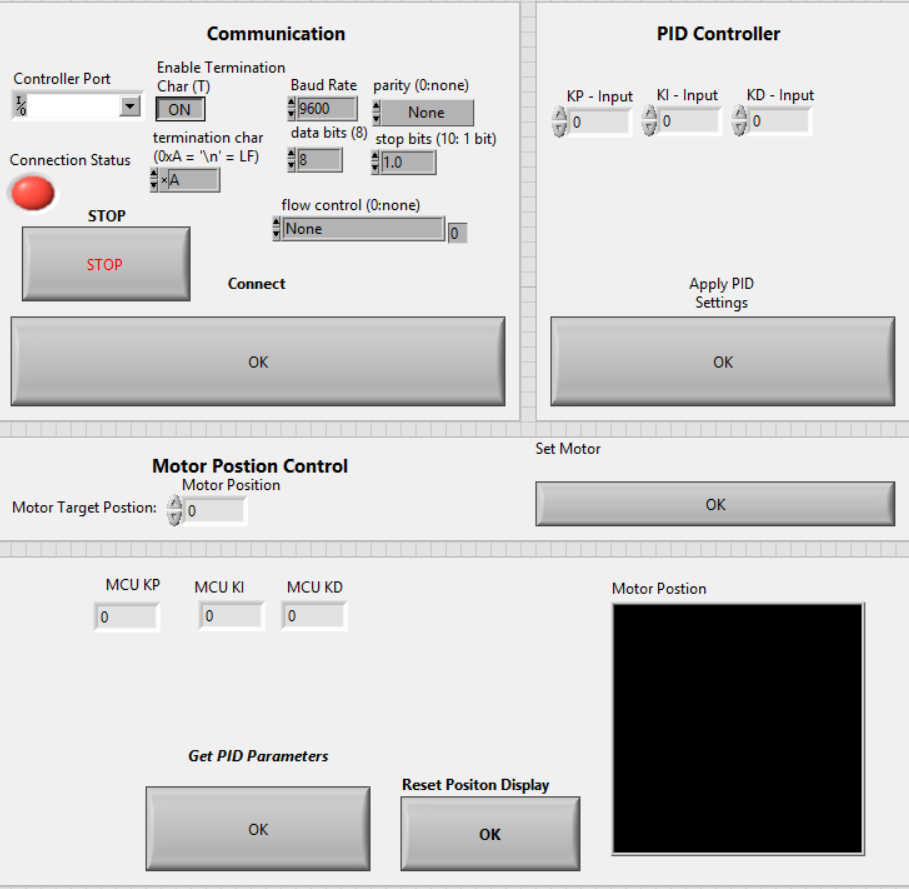 Communication
Controller Port
Enable Termination
Char (T)
ON
Baud Rate
9600
parity (0:none)
None
termination char
(0xA = '\n' = LF)
×A
data bits (8)
8
stop bits (10: 1 bit)
1.0
Connection Status
flow control (0:none)
None
0
STOP
STOP
Connect
OK
PID Controller
KP - Input
KI - Input
KD - Input
0
0
0
Apply PID
Settings
OK
Motor Postion Control
Motor Position
Motor Target Postion:
0
Set Motor
OK
MCU KP
MCU KI
MCU KD
0
0
0
Motor Postion
Get PID Parameters
OK
Reset Positon Display
OK